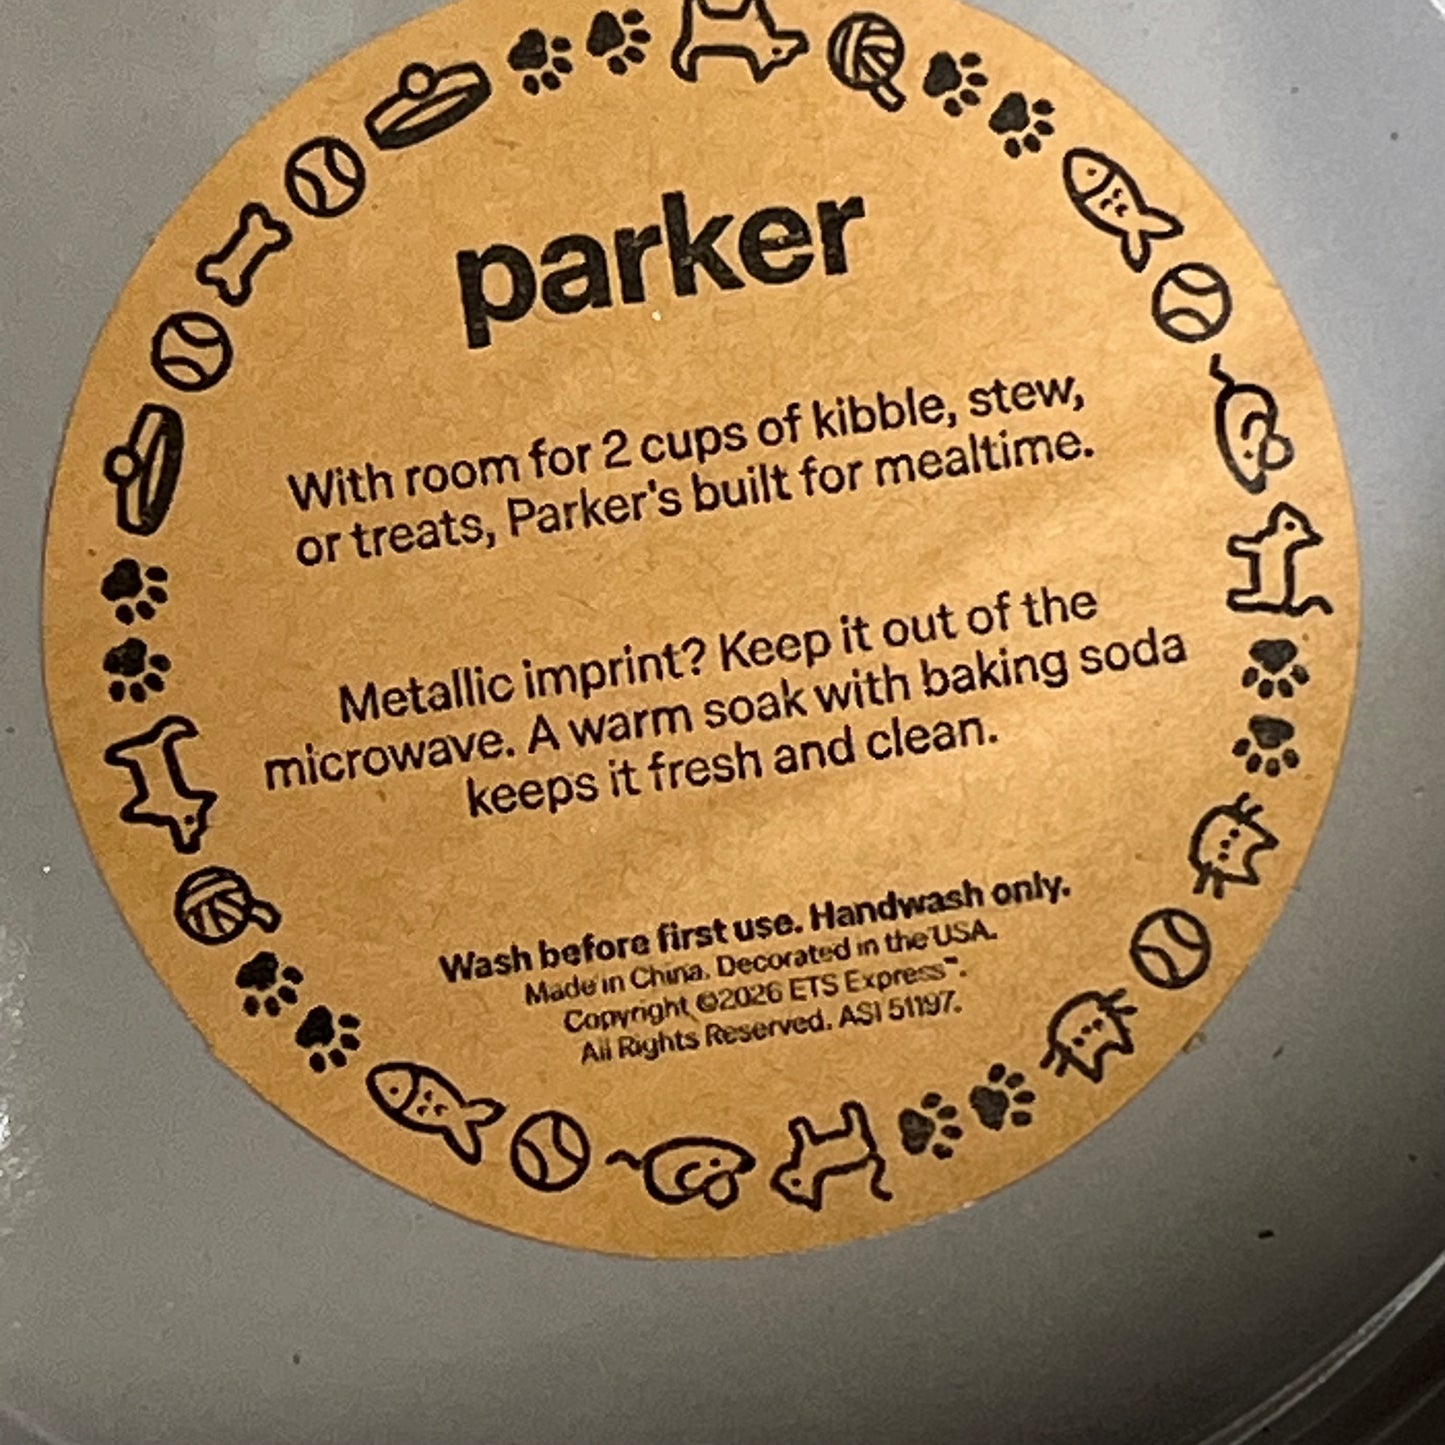 parker
With room for 2 cups of kibble, stew,
or treats, Parker's built for mealtime.
Metallic imprint? Keep it out of the
microwave. A warm soak with baking soda
keeps it fresh and clean.
Wash before first use. Handwash only.
Made in China. Decorated in the USA.
Copyright ©2026 ETS Express™.
All Rights Reserved. ASI 51197.